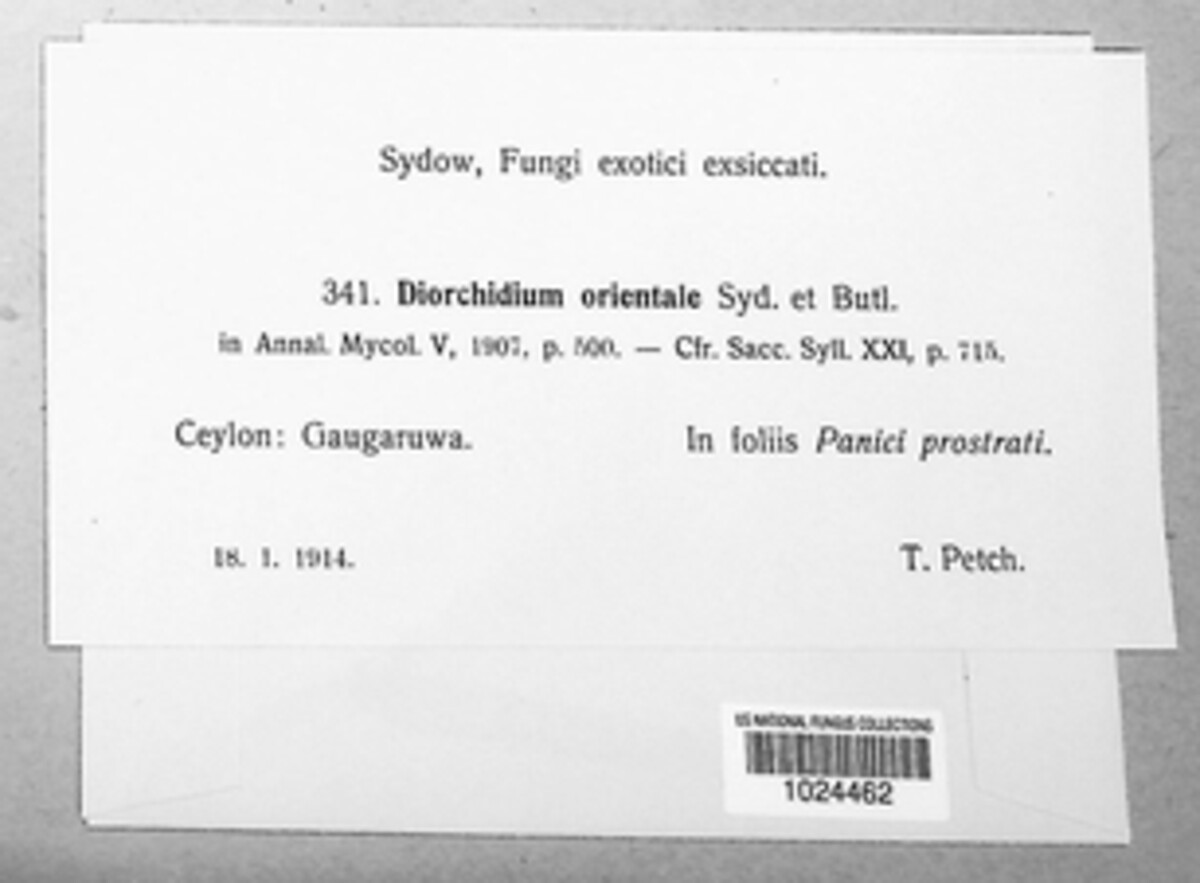 Sydow, Fungi exotici exsiccati.
341. Diorchidium orientale Syd. et Butl.
in Annal. Mycol. V, 1907, p. 500. — Cfr. Sacc. Syll. XXI, p. 715.
Ceylon: Gaugaruwa. In foliis Panici prostrati.
18. 1. 1914. T. Petch.
US NATIONAL FUNGUS COLLECTIONS
1024462